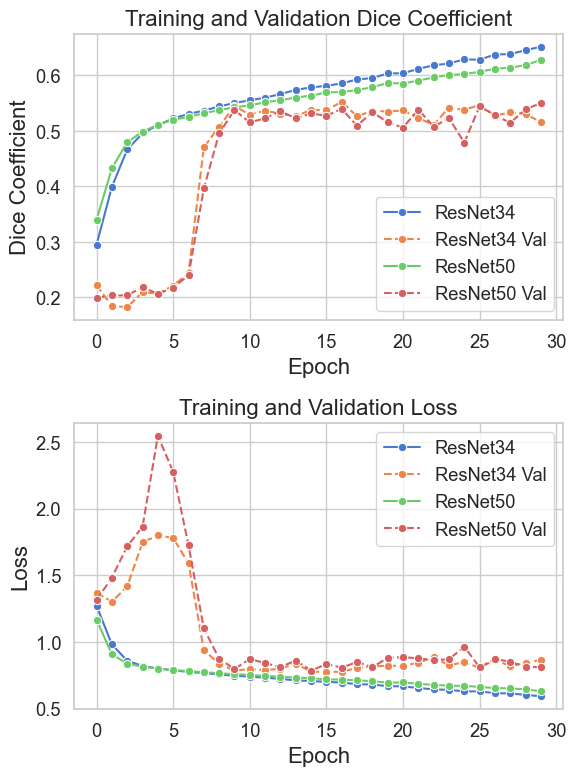 Training and Validation Dice Coefficient
Dice Coefficient
0.6
0.5
0.4
0.3
0.2
ResNet34
ResNet34 Val
ResNet50
ResNet50 Val
0 5 10 15 20 25 30
Epoch
Training and Validation Loss
Loss
2.5
2.0
1.5
1.0
0.5
ResNet34
ResNet34 Val
ResNet50
ResNet50 Val
0 5 10 15 20 25 30
Epoch